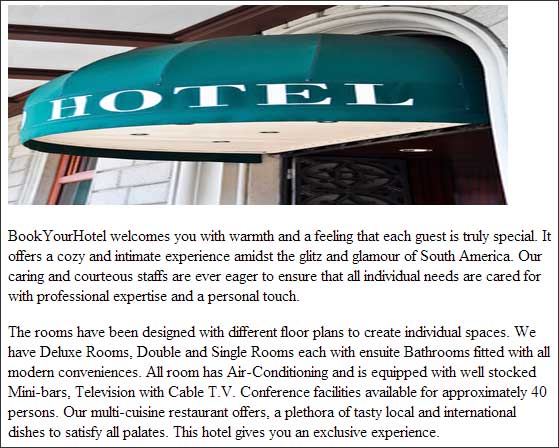 HOTEL
BookYourHotel welcomes you with warmth and a feeling that each guest is truly special. It
offers a cozy and intimate experience amidst the glitz and glamour of South America. Our
caring and courteous staffs are ever eager to ensure that all individual needs are cared for
with professional expertise and a personal touch.
The rooms have been designed with different floor plans to create individual spaces. We
have Deluxe Rooms, Double and Single Rooms each with ensuite Bathrooms fitted with all
modern conveniences. All room has Air-Conditioning and is equipped with well stocked
Mini-bars, Television with Cable T.V. Conference facilities available for approximately 40
persons. Our multi-cuisine restaurant offers, a plethora of tasty local and international
dishes to satisfy all palates. This hotel gives you an exclusive experience.